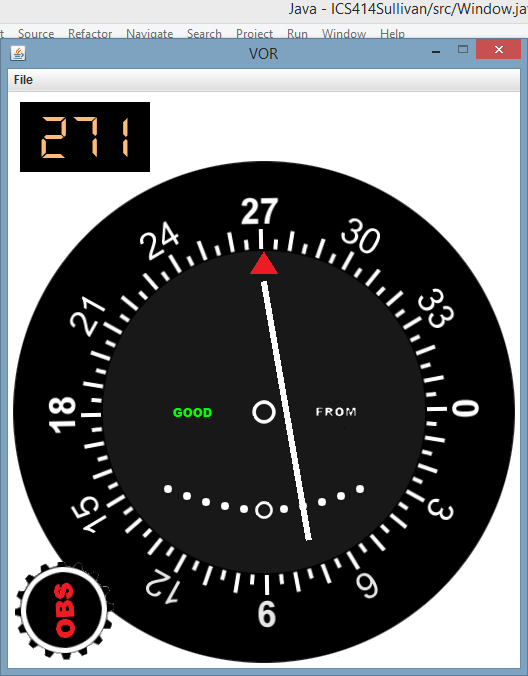 Java - ICS414Sullivan/src/Window.ja
t Source Refactor Navigate Search Project Run Window Help
VOR
File
271
27
30
33
0
3
6
9
12
15
18
21
24
GOOD FROM
OBS